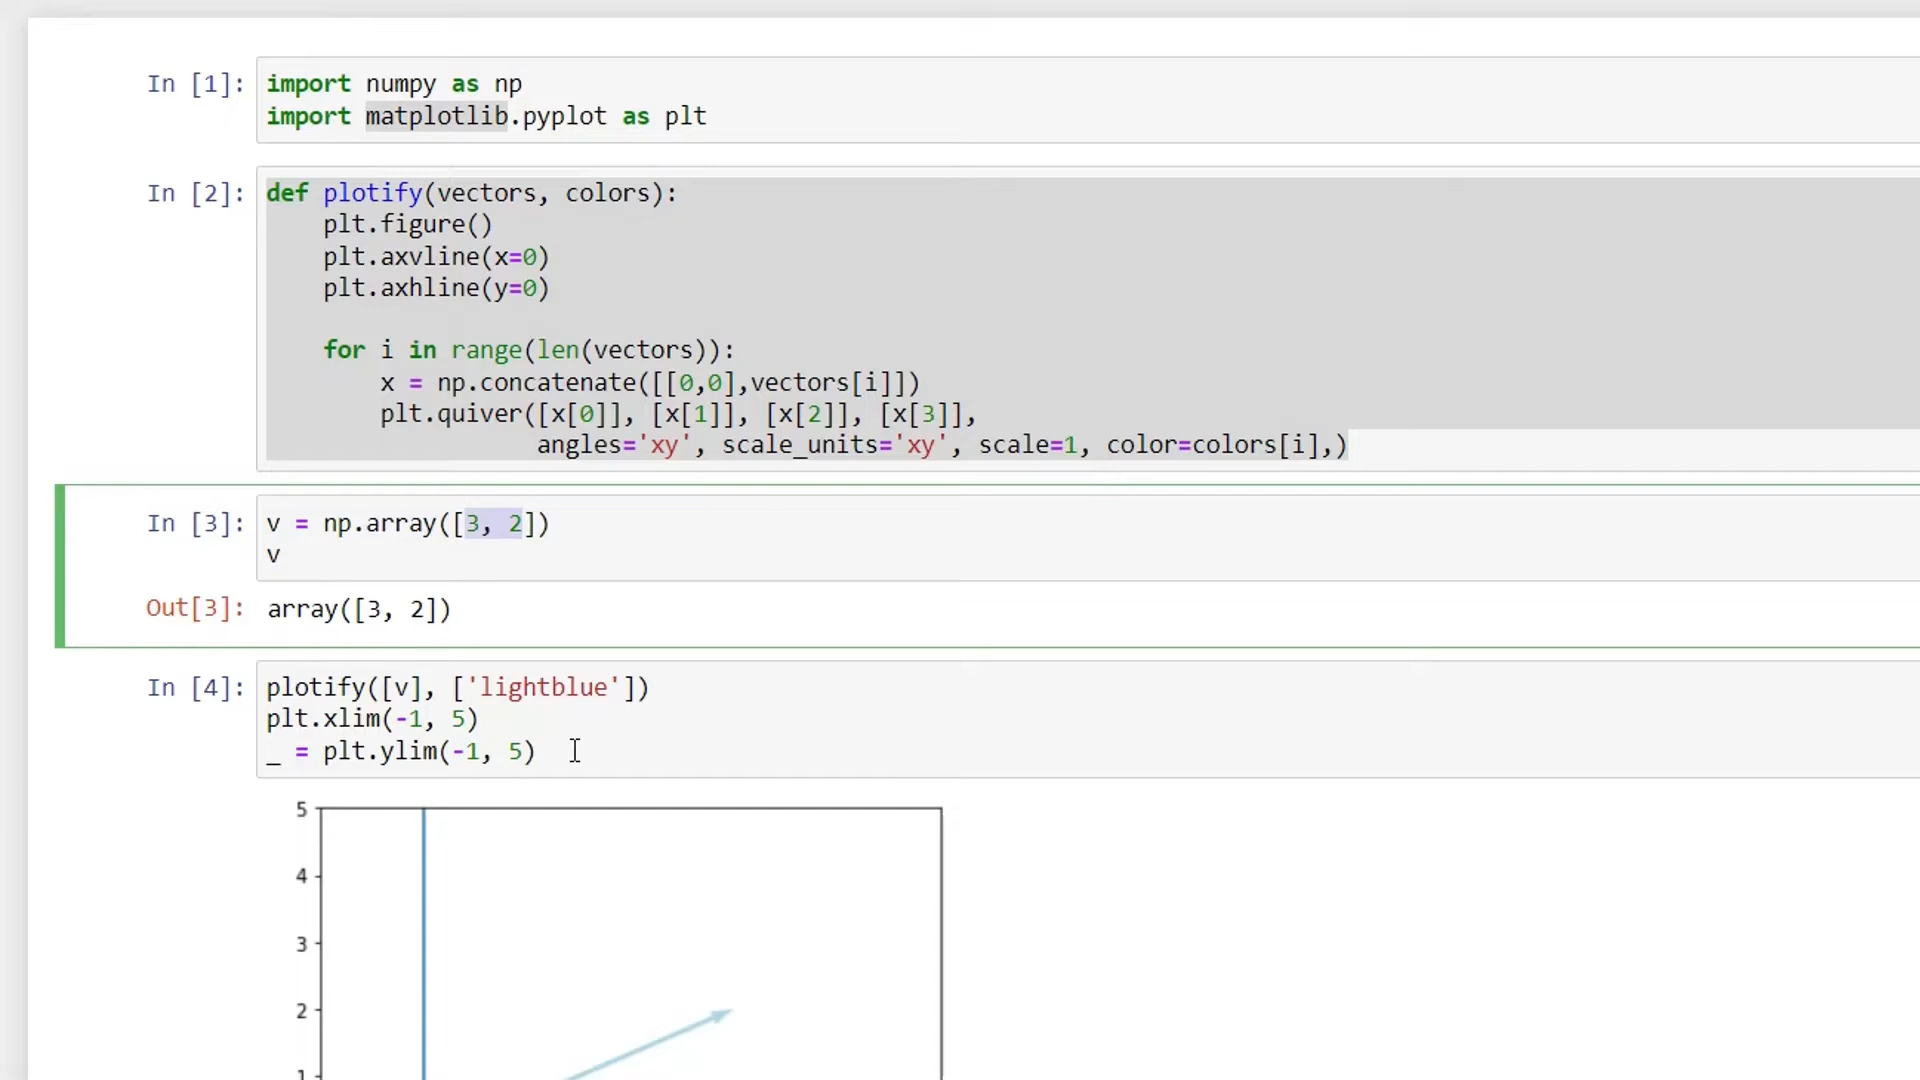 In [1]: import numpy as np
import matplotlib.pyplot as plt
In [2]: def plotify(vectors, colors):
plt.figure()
plt.axvline(x=0)
plt.axhline(y=0)
for i in range(len(vectors)):
x = np.concatenate([[0,0],vectors[i]])
plt.quiver([x[0]], [x[1]], [x[2]], [x[3]],
angles='xy', scale_units='xy', scale=1, color=colors[i],)
In [3]: v = np.array([3, 2])
v
Out[3]: array([3, 2])
In [4]: plotify([v], ['lightblue'])
plt.xlim(-1, 5)
_ = plt.ylim(-1, 5)
5
4
3
2
1